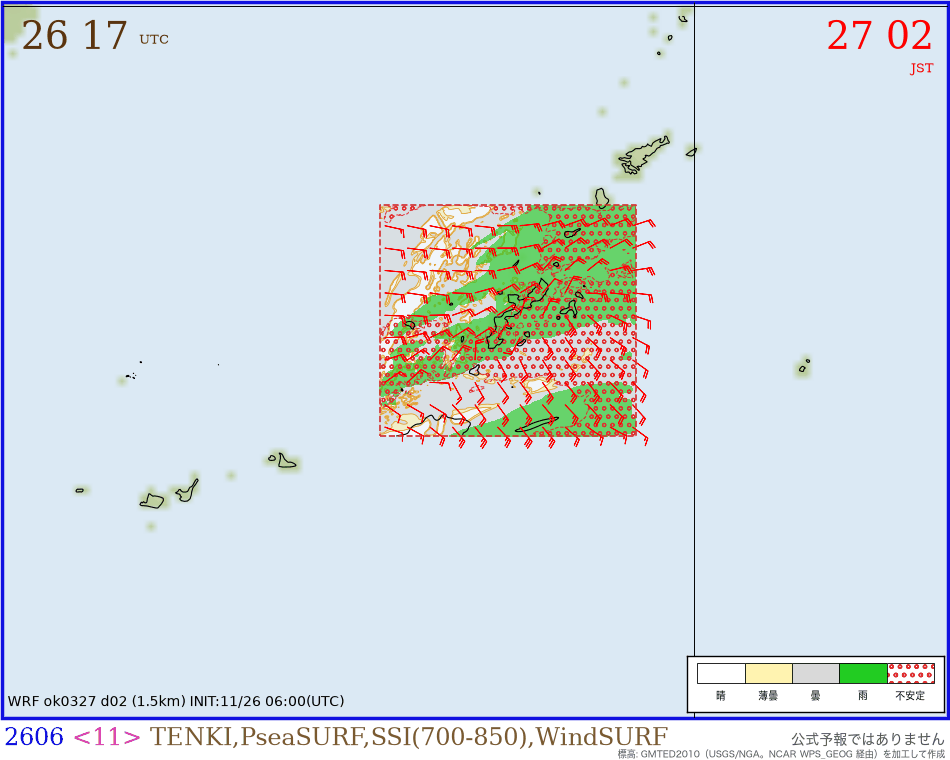 26 17 UTC
27 02
JST
晴 薄曇 曇 雨 不安定
WRF ok0327 d02 (1.5km) INIT:11/26 06:00(UTC)
2606 <11> TENKI,PseaSURF,SSI(700-850),WindSURF
公式予報ではありません
標高: GMTED2010（USGS/NGA。NCAR WPS_GEOG 経由）を加工して作成